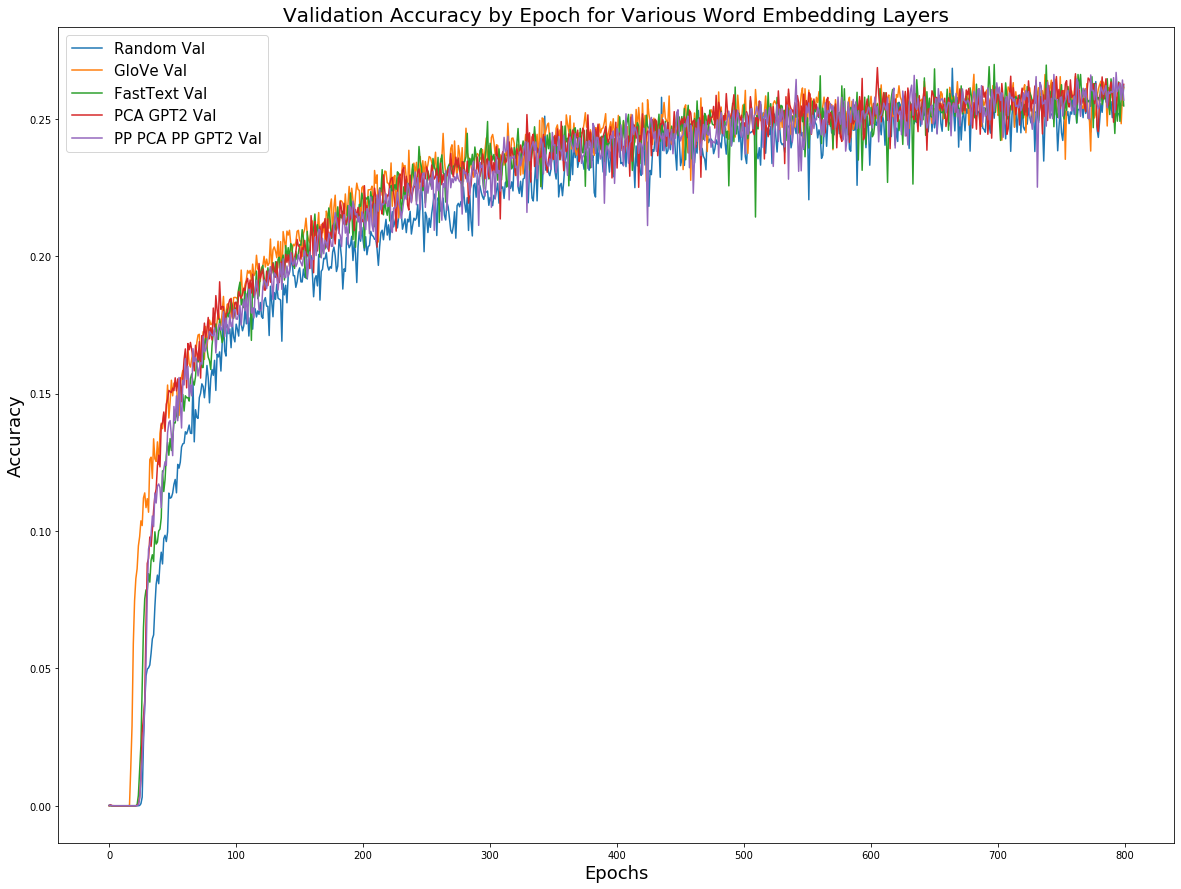 Validation Accuracy by Epoch for Various Word Embedding Layers
Random Val
GloVe Val
FastText Val
PCA GPT2 Val
PP PCA PP GPT2 Val
Accuracy
0.25
0.20
0.15
0.10
0.05
0.00
0 100 200 300 400 500 600 700 800
Epochs